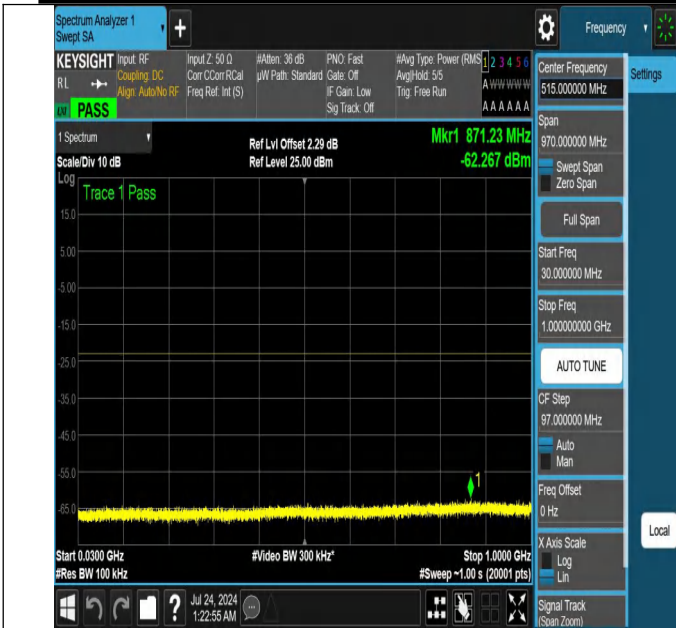 Spectrum Analyzer 1
Swept SA
+
Frequency
KEYSIGHT
RL
PASS
Input: RF
Coupling: DC
Align: Auto/No RF
Input Z: 50 Ω
Corr CCorr RCal
Freq Ref: Int (S)
#Atten: 36 dB
µW Path: Standard
PNO: Fast
Gate: Off
IF Gain: Low
Sig Track: Off
#Avg Type: Power (RMS
Avg|Hold: 5/5
Trig: Free Run
1 2 3 4 5 6
A W W W W W
A A A A A A
Center Frequency
515.000000 MHz
Settings
Span
970.000000 MHz
Swept Span
Zero Span
Full Span
Start Freq
30.000000 MHz
Stop Freq
1.000000000 GHz
AUTO TUNE
CF Step
97.000000 MHz
Auto
Man
Freq Offset
0 Hz
X Axis Scale
Log
Lin
Signal Track
(Span Zoom)
Local
1 Spectrum
Scale/Div 10 dB
Log
Ref Lvl Offset 2.29 dB
Ref Level 25.00 dBm
Mkr1 871.23 MHz
-62.267 dBm
Trace 1 Pass
15.0
5.00
-5.00
-15.0
-25.0
-35.0
-45.0
-55.0
-65.0
1
Start 0.0300 GHz
#Res BW 100 kHz
#Video BW 300 kHz*
Stop 1.0000 GHz
#Sweep ~1.00 s (20001 pts)
?
Jul 24, 2024
1:22:55 AM